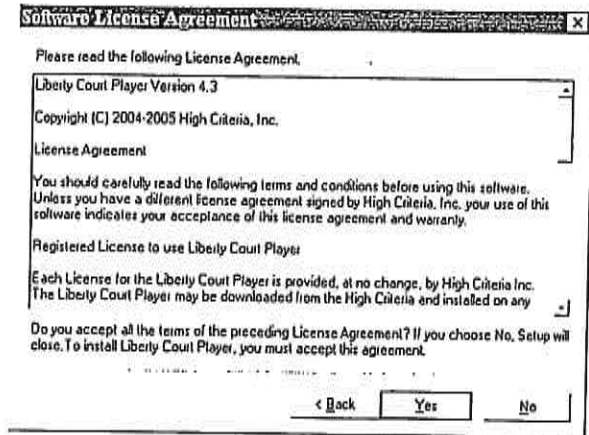 Software License Agreement
Please read the following License Agreement.
Liberty Court Player Version 4.3
Copyright (C) 2004-2005 High Criteria, Inc.
License Agreement
You should carefully read the following terms and conditions before using this software.
Unless you have a different license agreement signed by High Criteria, Inc. your use of this
software indicates your acceptance of this license agreement and warranty.
Registered License to use Liberty Court Player
Each License for the Liberty Court Player is provided, at no change, by High Criteria Inc.
The Liberty Court Player may be downloaded from the High Criteria and installed on any
Do you accept all the terms of the preceding License Agreement? If you choose No, Setup will
close. To install Liberty Court Player, you must accept this agreement.
< Back Yes No